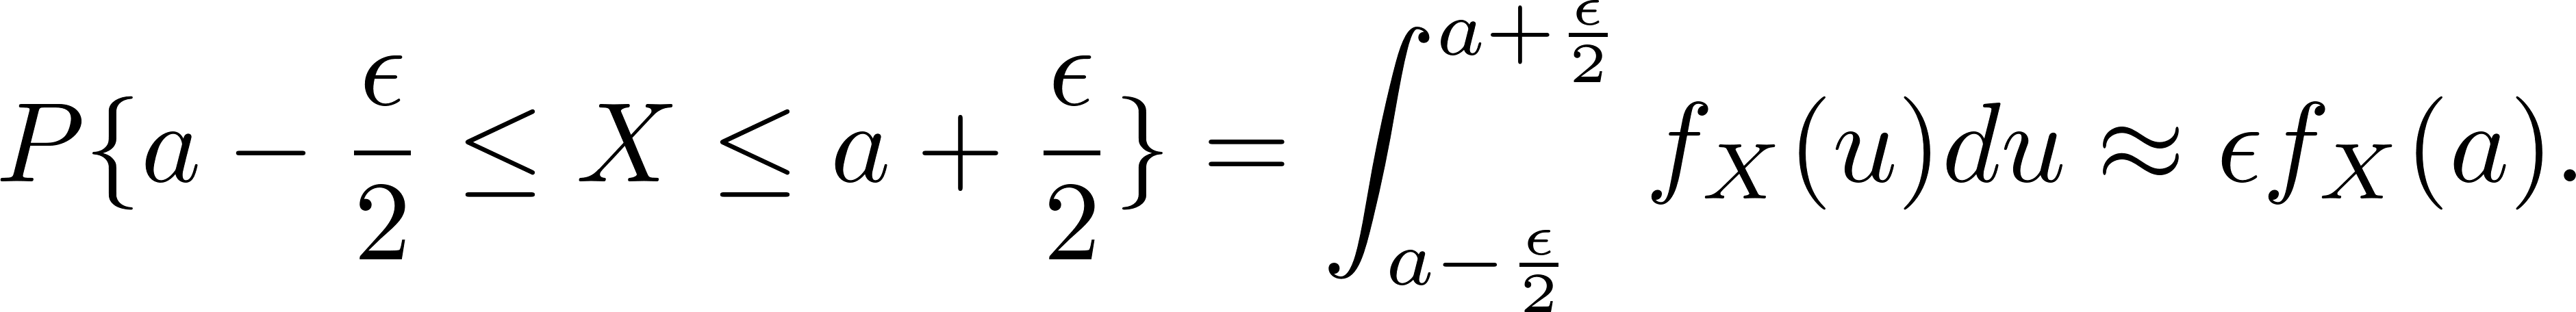 P\{a - \frac{\epsilon}{2} \leq X \leq a + \frac{\epsilon}{2}\} = \int_{a-\frac{\epsilon}{2}}^{a+\frac{\epsilon}{2}} f_X(u)du \approx \epsilon f_X(a).